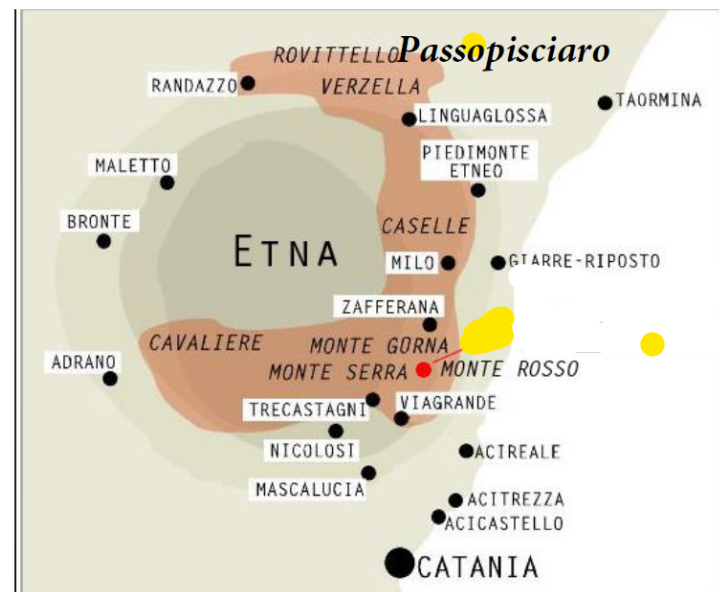 ROVITTELLO
Passopisciaro
RANDAZZO
VERZELLA
TAORMINA
LINGUAGLOSSA
PIEDIMONTE
ETNEO
MALETTO
BRONTE
CASELLE
ETNA
MILO
GIARRE-RIPOSTO
ZAFFERANA
CAVALIERE
MONTE GORNA
ADRANO
MONTE SERRA
MONTE ROSSO
TRECASTAGNI
VIAGRANDE
NICOLOSI
ACIREALE
MASCALUCIA
ACITREZZA
ACICASTELLO
CATANIA